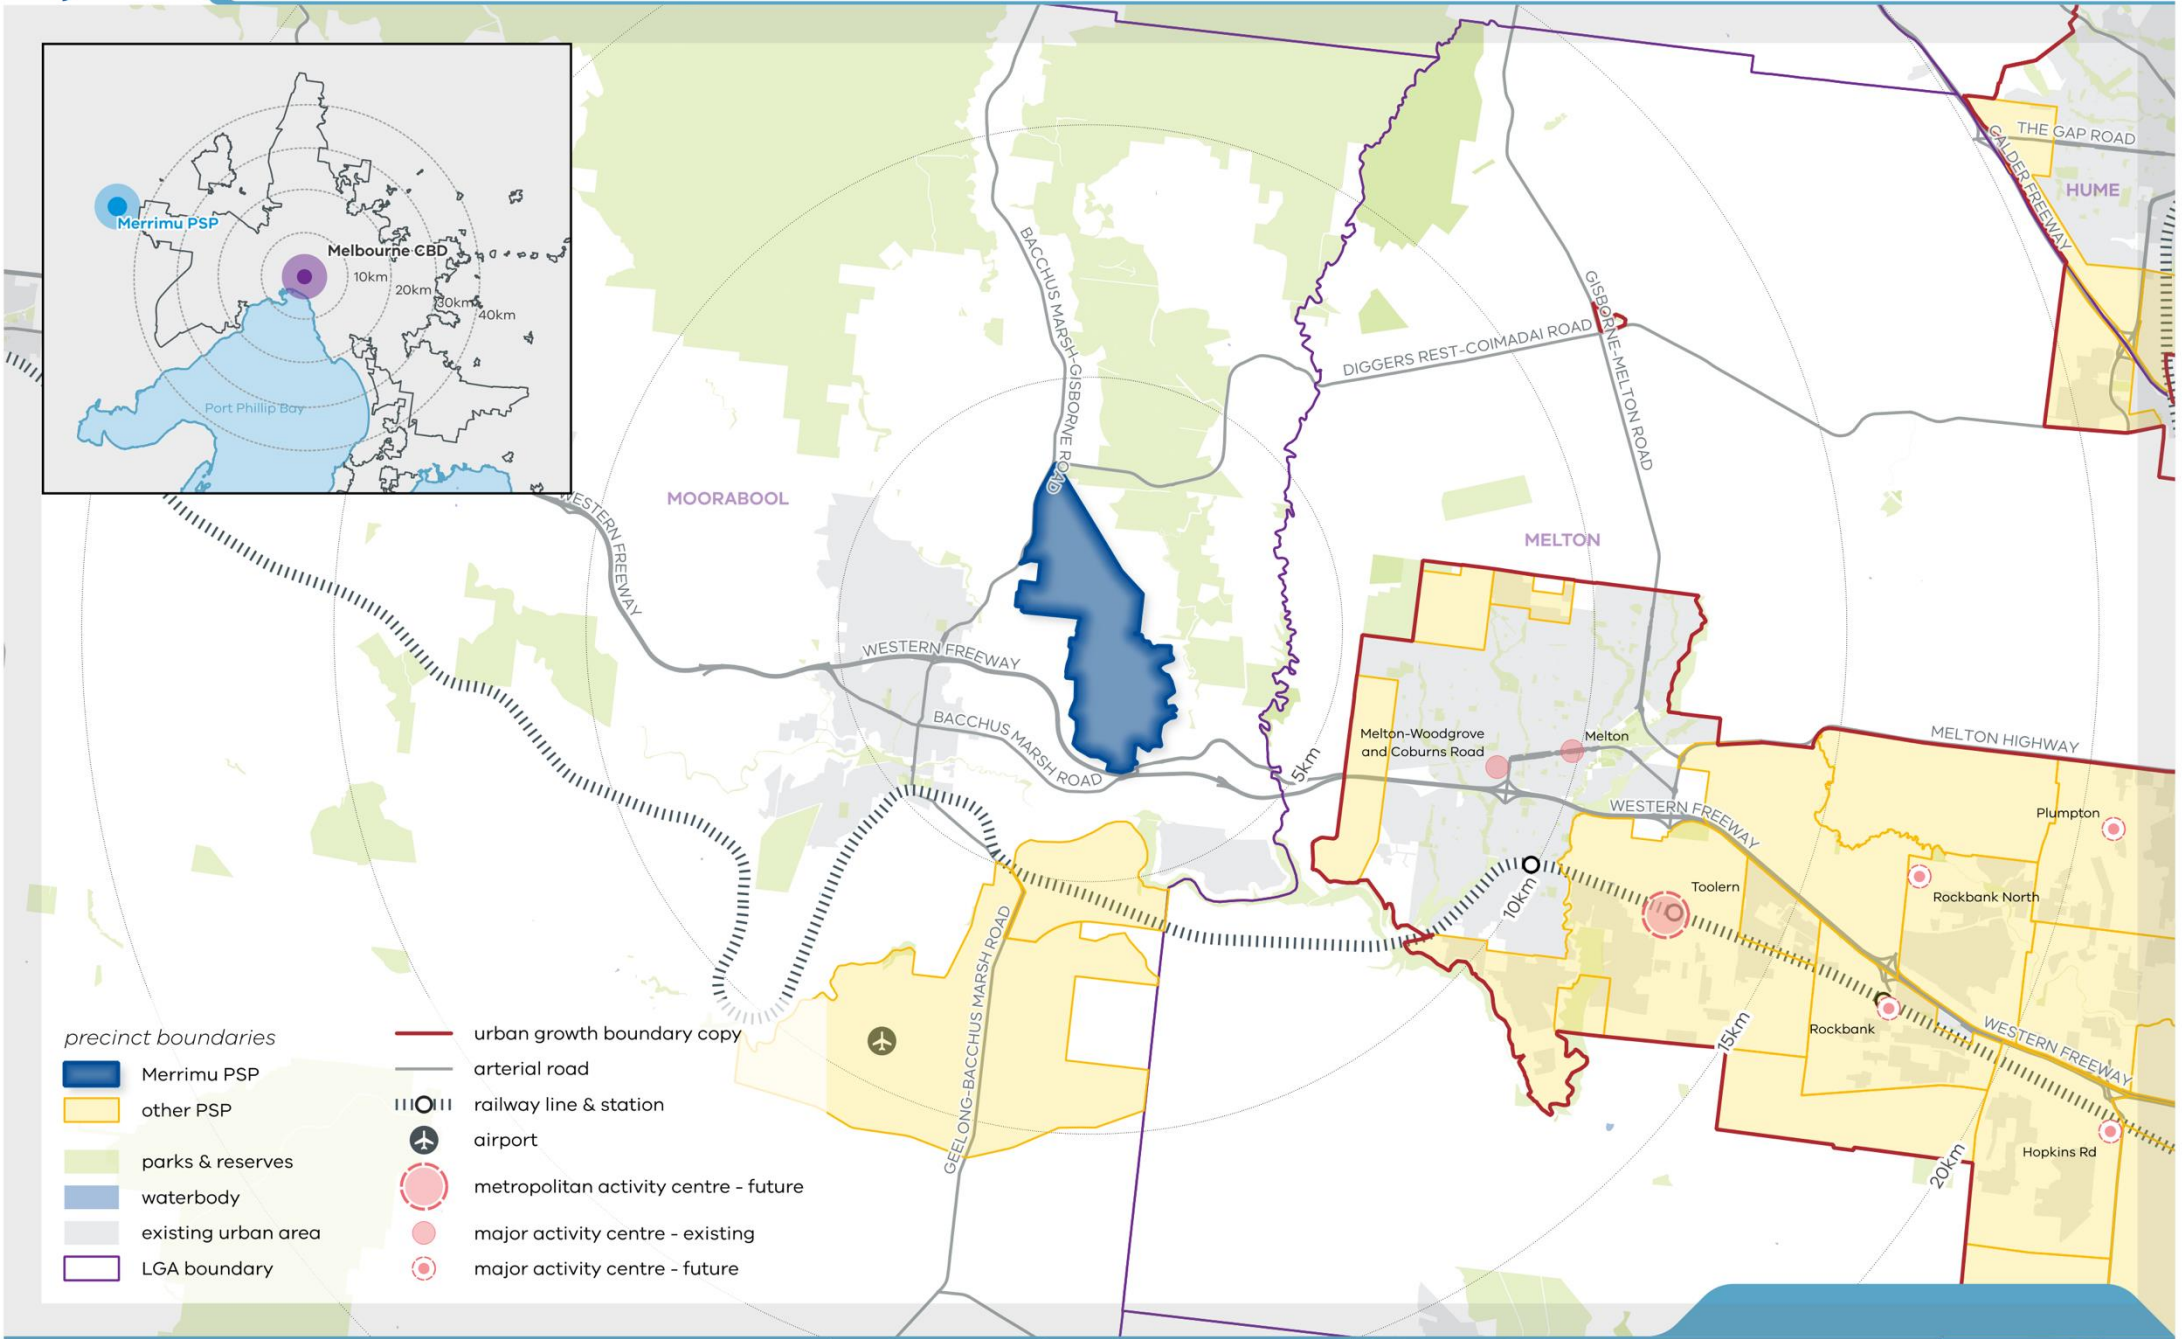 Merrimu PSP
Melbourne CBD
10km
20km
30km
40km
Port Phillip Bay
THE GAP ROAD
CALDER FREEWAY
HUME
BACCHUS MARSH-GISBORNE ROAD
GISBORNE-MELTON ROAD
DIGGERS REST-COIMADAI ROAD
MOORABOOL
WESTERN FREEWAY
MELTON
WESTERN FREEWAY
BACCHUS MARSH ROAD
5km
Melton-Woodgrove
and Coburns Road
Melton
MELTON HIGHWAY
WESTERN FREEWAY
Plumpton
Toolern
Rockbank North
10km
GEELONG-BACCHUS MARSH ROAD
Rockbank
15km
WESTERN FREEWAY
Hopkins Rd
20km
precinct boundaries
Merrimu PSP
other PSP
parks & reserves
waterbody
existing urban area
LGA boundary
urban growth boundary copy
arterial road
railway line & station
airport
metropolitan activity centre - future
major activity centre - existing
major activity centre - future